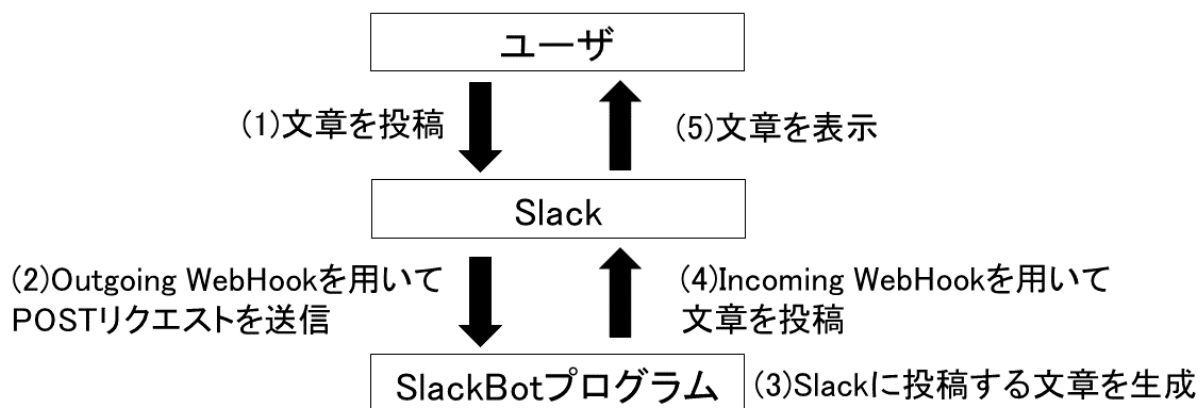 ユーザ
(1)文章を投稿
(5)文章を表示
Slack
(2)Outgoing WebHookを用いて
POSTリクエストを送信
(4)Incoming WebHookを用いて
文章を投稿
SlackBotプログラム
(3)Slackに投稿する文章を生成